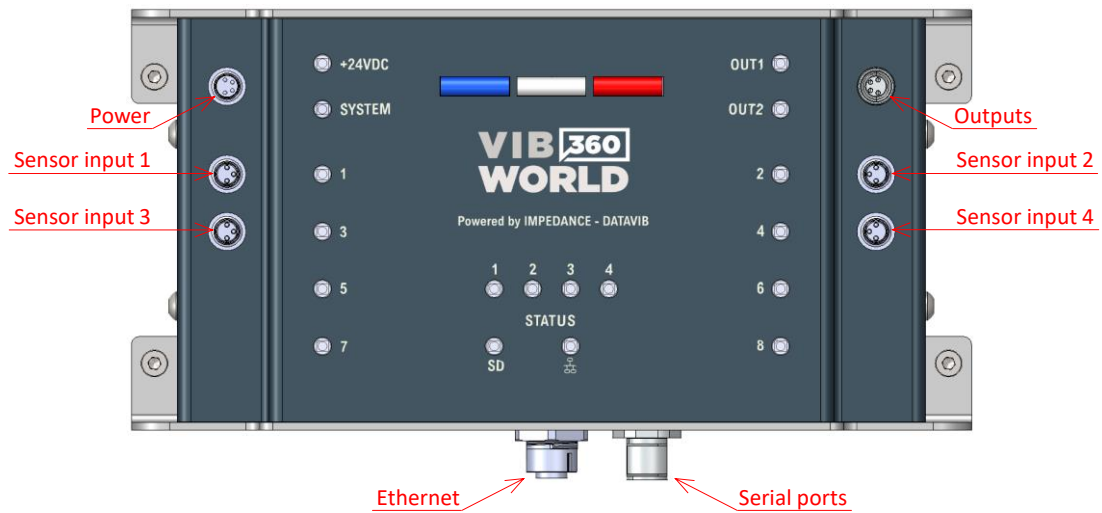 +24VDC
OUT1
Power
SYSTEM
OUT2
Outputs
VIB 360
WORLD
Sensor input 1
1
2
Sensor input 2
Powered by IMPEDANCE - DATAVIB
Sensor input 3
3
4
Sensor input 4
1 2 3 4
5
6
STATUS
7
8
SD
Ethernet
Serial ports